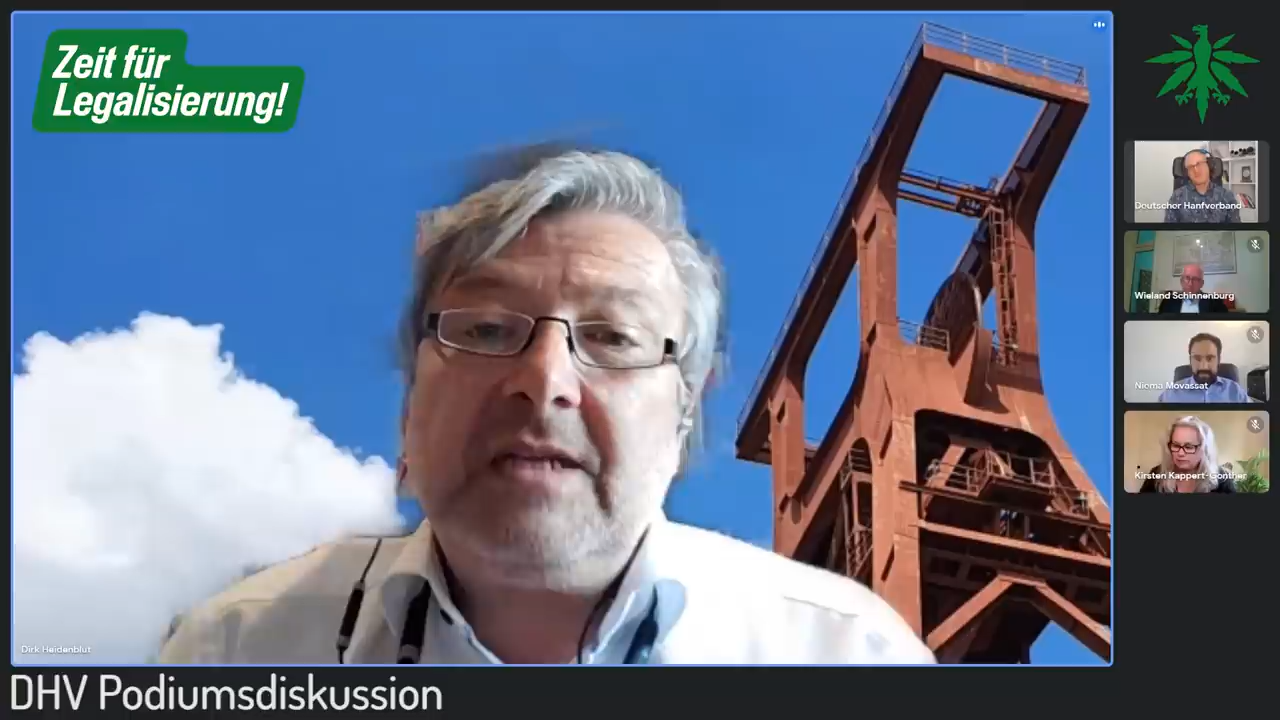 Zeit für
Legalisierung!
Deutscher Hanfverband
Wieland Schinnenburg
Niema Movassat
Kirsten Kappert-Gonther
Dirk Heidenblut
DHV Podiumsdiskussion